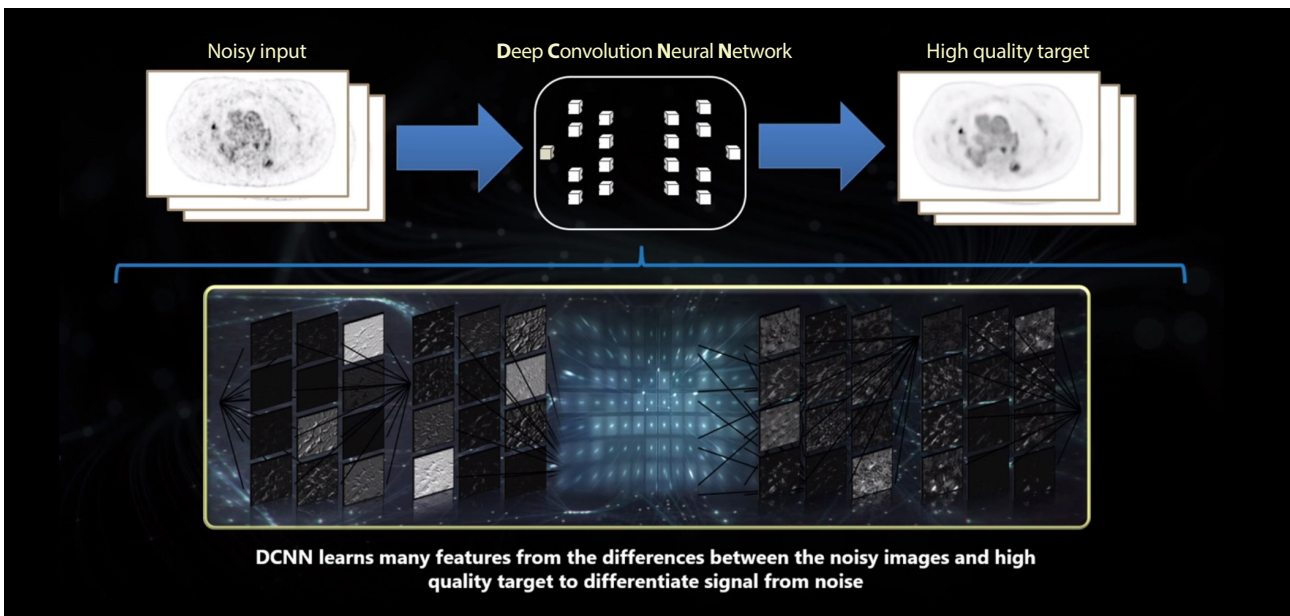 Noisy input
Deep Convolution Neural Network
High quality target
DCNN learns many features from the differences between the noisy images and high
quality target to differentiate signal from noise